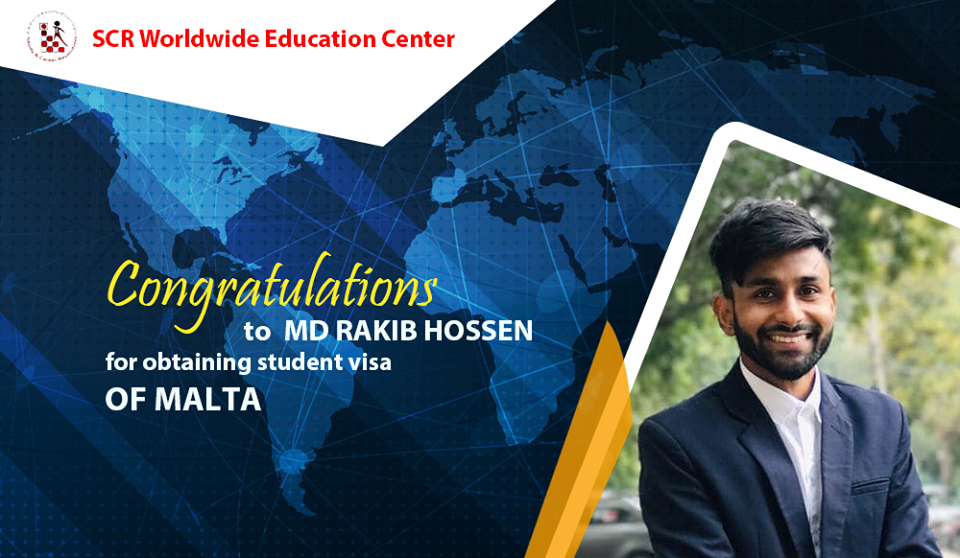 SCR Worldwide Education Center
Congratulations
to MD RAKIB HOSSEN
for obtaining student visa
OF MALTA